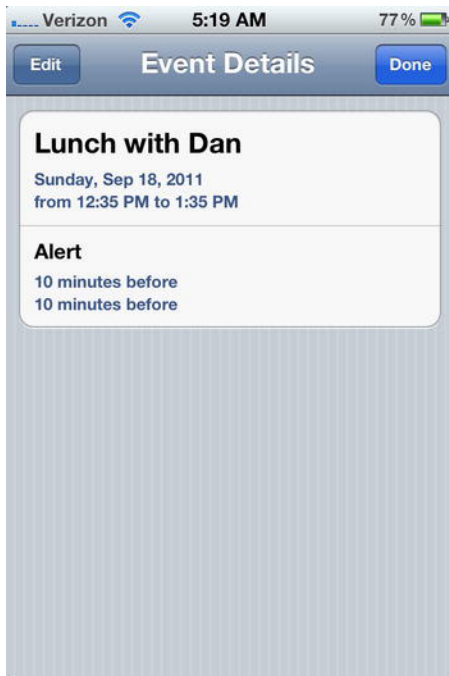 Verizon 5:19 AM 77%
Edit Event Details Done
Lunch with Dan
Sunday, Sep 18, 2011
from 12:35 PM to 1:35 PM
Alert
10 minutes before
10 minutes before